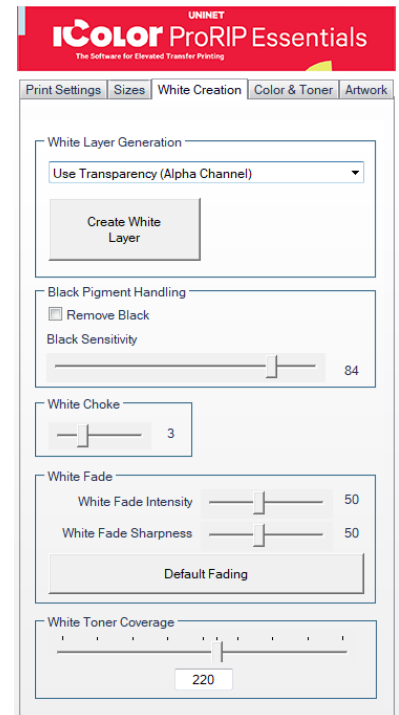 UNINET
IColor ProRIP Essentials
The Software for Elevated Transfer Printing
Print Settings Sizes White Creation Color & Toner Artwork
White Layer Generation
Use Transparency (Alpha Channel)
Create White
Layer
Black Pigment Handling
Remove Black
Black Sensitivity
84
White Choke
3
White Fade
White Fade Intensity 50
White Fade Sharpness 50
Default Fading
White Toner Coverage
220